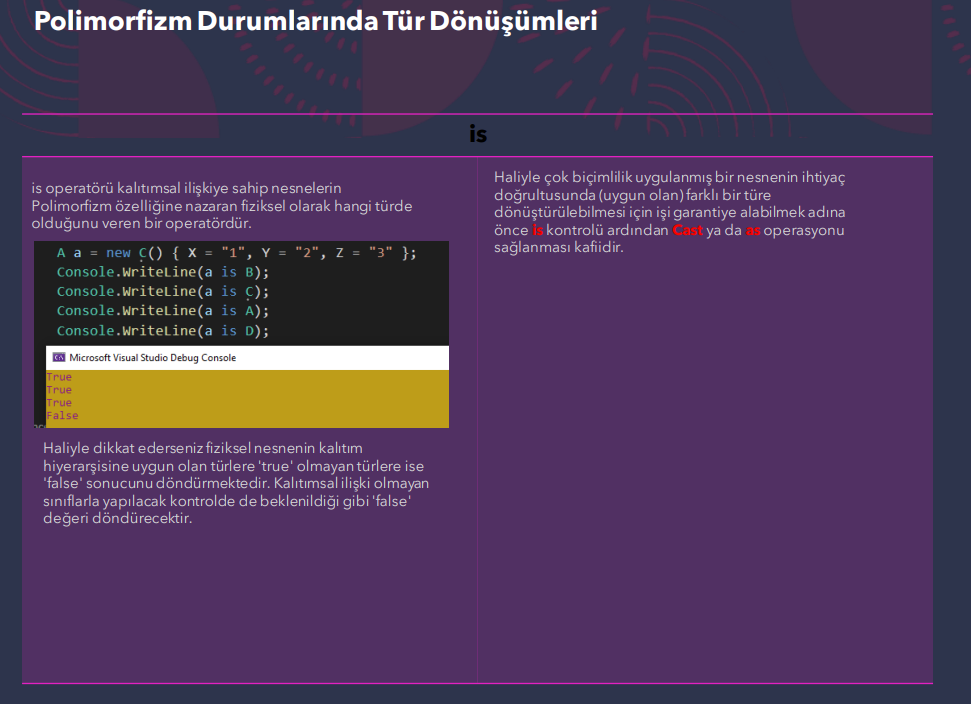 Polimorfizm Durumlarında Tür Dönüşümleri
is
is operatörü kalıtımsal ilişkiye sahip nesnelerin
Polimorfizm özelliğine nazaran fiziksel olarak hangi türde
olduğunu veren bir operatördür.
A a = new C() { X = "1", Y = "2", Z = "3" };
Console.WriteLine(a is B);
Console.WriteLine(a is C);
Console.WriteLine(a is A);
Console.WriteLine(a is D);
Microsoft Visual Studio Debug Console
True
True
True
False
Haliyle dikkat ederseniz fiziksel nesnenin kalıtım
hiyerarşisine uygun olan türlere 'true' olmayan türlere ise
'false' sonucunu döndürmektedir. Kalıtımsal ilişki olmayan
sınıflarla yapılacak kontrolde de beklenildiği gibi 'false'
değeri döndürecektir.
Haliyle çok biçimlilik uygulanmış bir nesnenin ihtiyaç
doğrultusunda (uygun olan) farklı bir türe
dönüştürülebilmesi için işi garantiye alabilmek adına
önce is kontrolü ardından Cast ya da as operasyonu
sağlanması kafiidir.